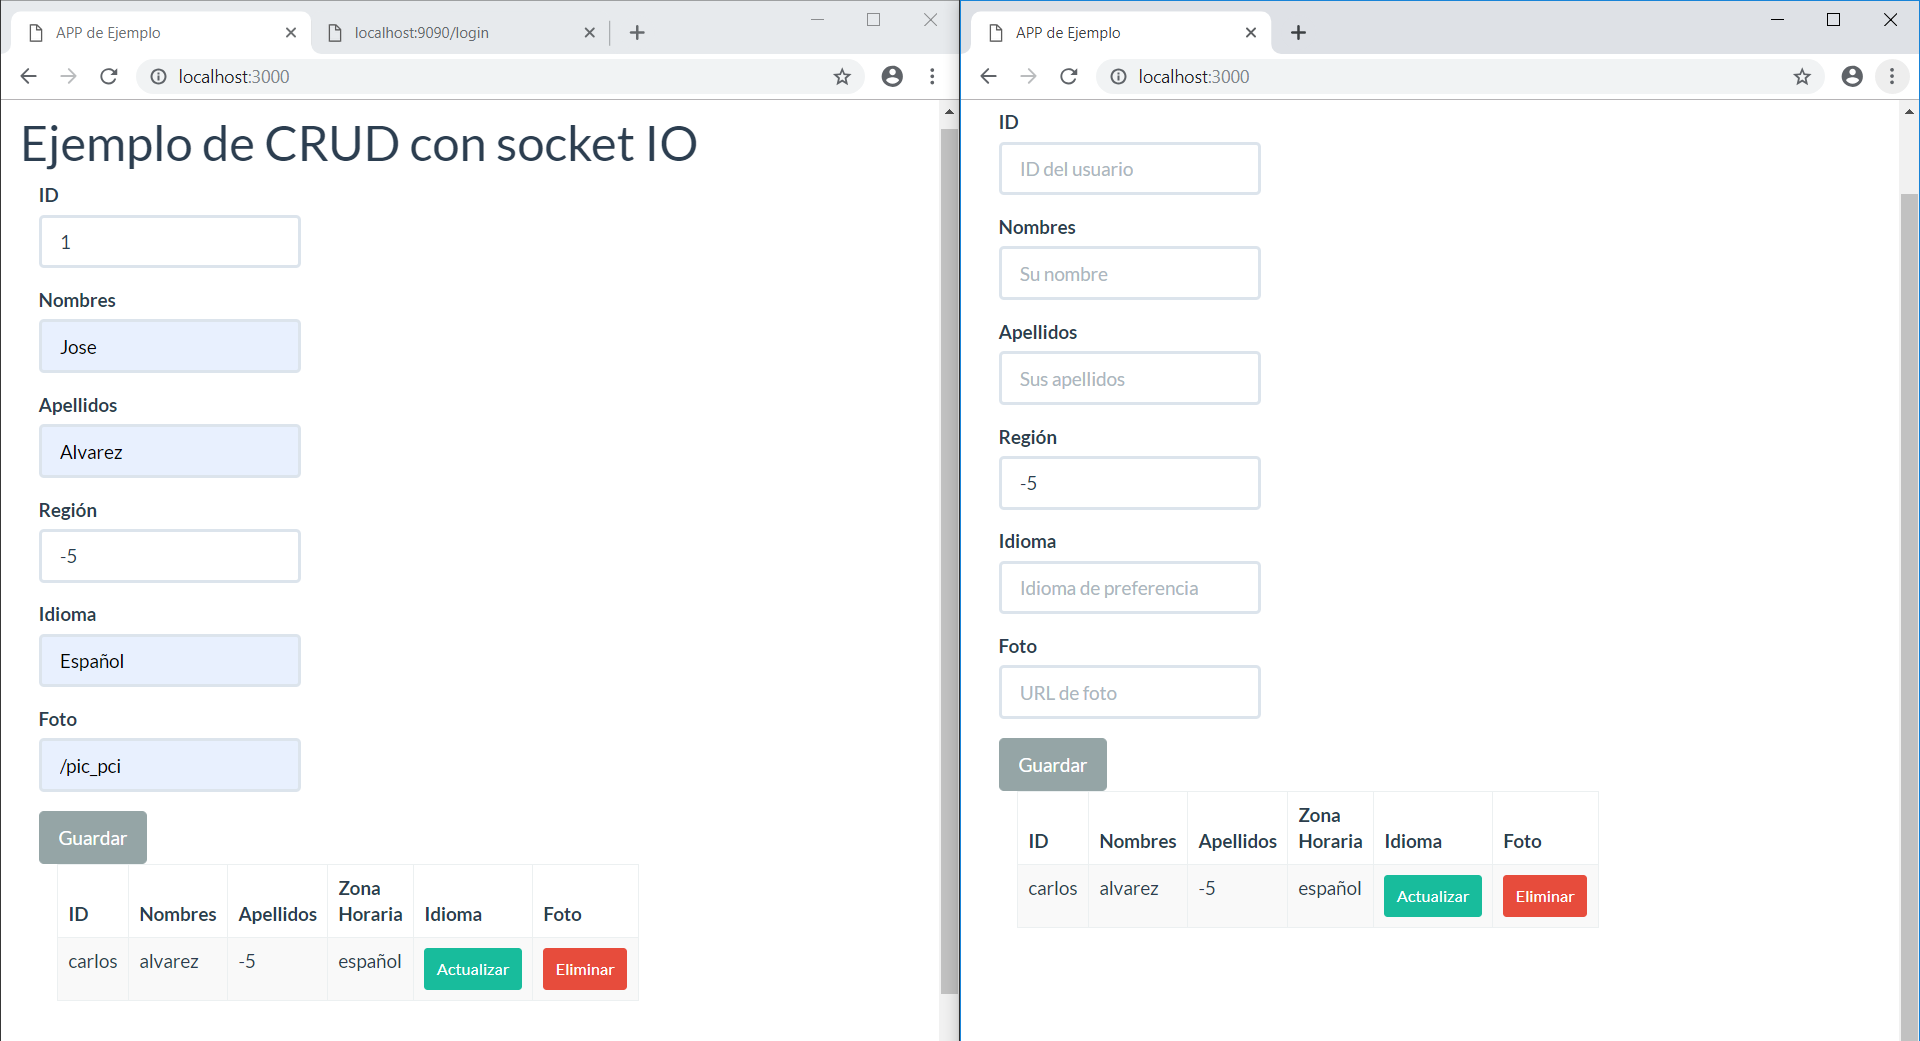 APP de Ejemplo
localhost:9090/login
localhost:3000
Ejemplo de CRUD con socket IO
ID
1
Nombres
Jose
Apellidos
Alvarez
Región
-5
Idioma
Español
Foto
/pic_pci
Guardar
ID Nombres Apellidos Zona Horaria Idioma Foto
carlos alvarez -5 español Actualizar Eliminar
APP de Ejemplo
localhost:3000
ID
ID del usuario
Nombres
Su nombre
Apellidos
Sus apellidos
Región
-5
Idioma
Idioma de preferencia
Foto
URL de foto
Guardar
ID Nombres Apellidos Zona Horaria Idioma Foto
carlos alvarez -5 español Actualizar Eliminar